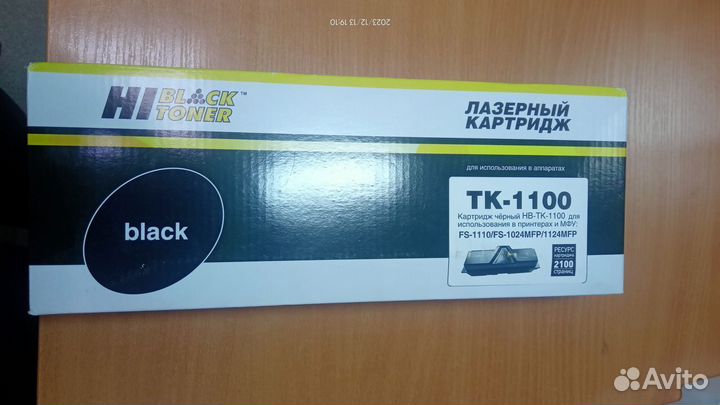 2023/12/13 19:10
HI BLACK™
TONER
ЛАЗЕРНЫЙ
КАРТРИДЖ
для использования в аппаратах
TK-1100
Картридж чёрный HB-TK-1100 для
использования в принтерах и МФУ:
FS-1110/FS-1024MFP/1124MFP
РЕСУРС
картриджа
2100
страниц
black
Avito